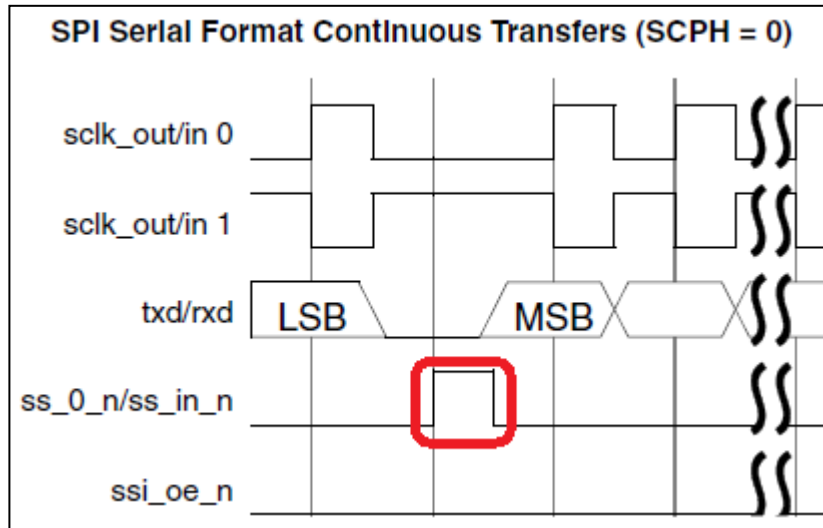 SPI Serial Format Continuous Transfers (SCPH = 0)
sclk_out/in 0
sclk_out/in 1
txd/rxd LSB MSB
ss_0_n/ss_in_n
ssi_oe_n